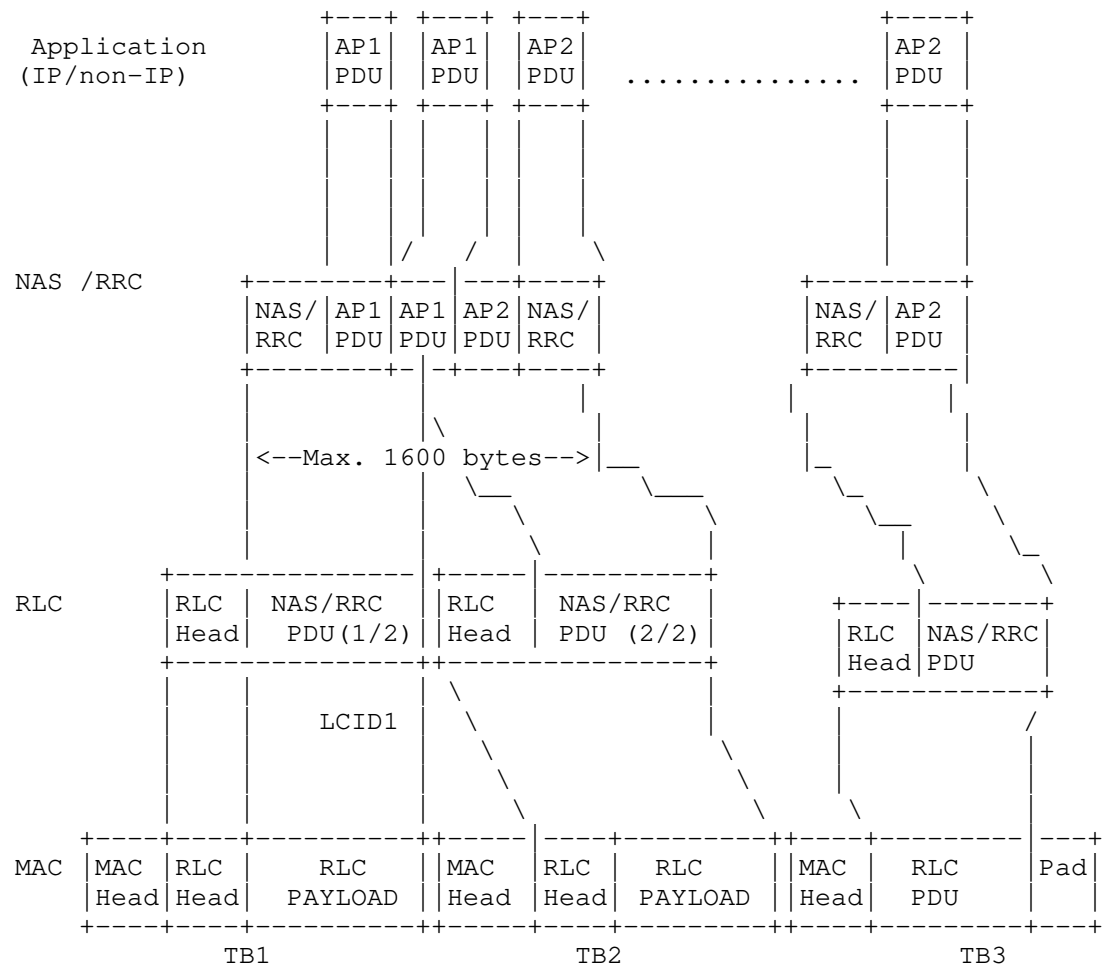 Application |AP1| |AP1| |AP2| |AP2 |
(IP/non-IP) |PDU| |PDU| |PDU| ............... |PDU |
NAS /RRC
|NAS/|AP1|AP1|AP2|NAS/| |NAS/|AP2 |
|RRC |PDU|PDU|PDU|RRC | |RRC |PDU |
<--Max. 1600 bytes-->
RLC |RLC | NAS/RRC ||RLC | NAS/RRC |
|Head| PDU(1/2)||Head | PDU (2/2)| |RLC |NAS/RRC|
|Head|PDU |
LCID1
MAC |MAC |RLC | RLC ||MAC |RLC | RLC ||MAC | RLC |Pad|
|Head|Head| PAYLOAD ||Head |Head| PAYLOAD ||Head| PDU | |
TB1 TB2 TB3